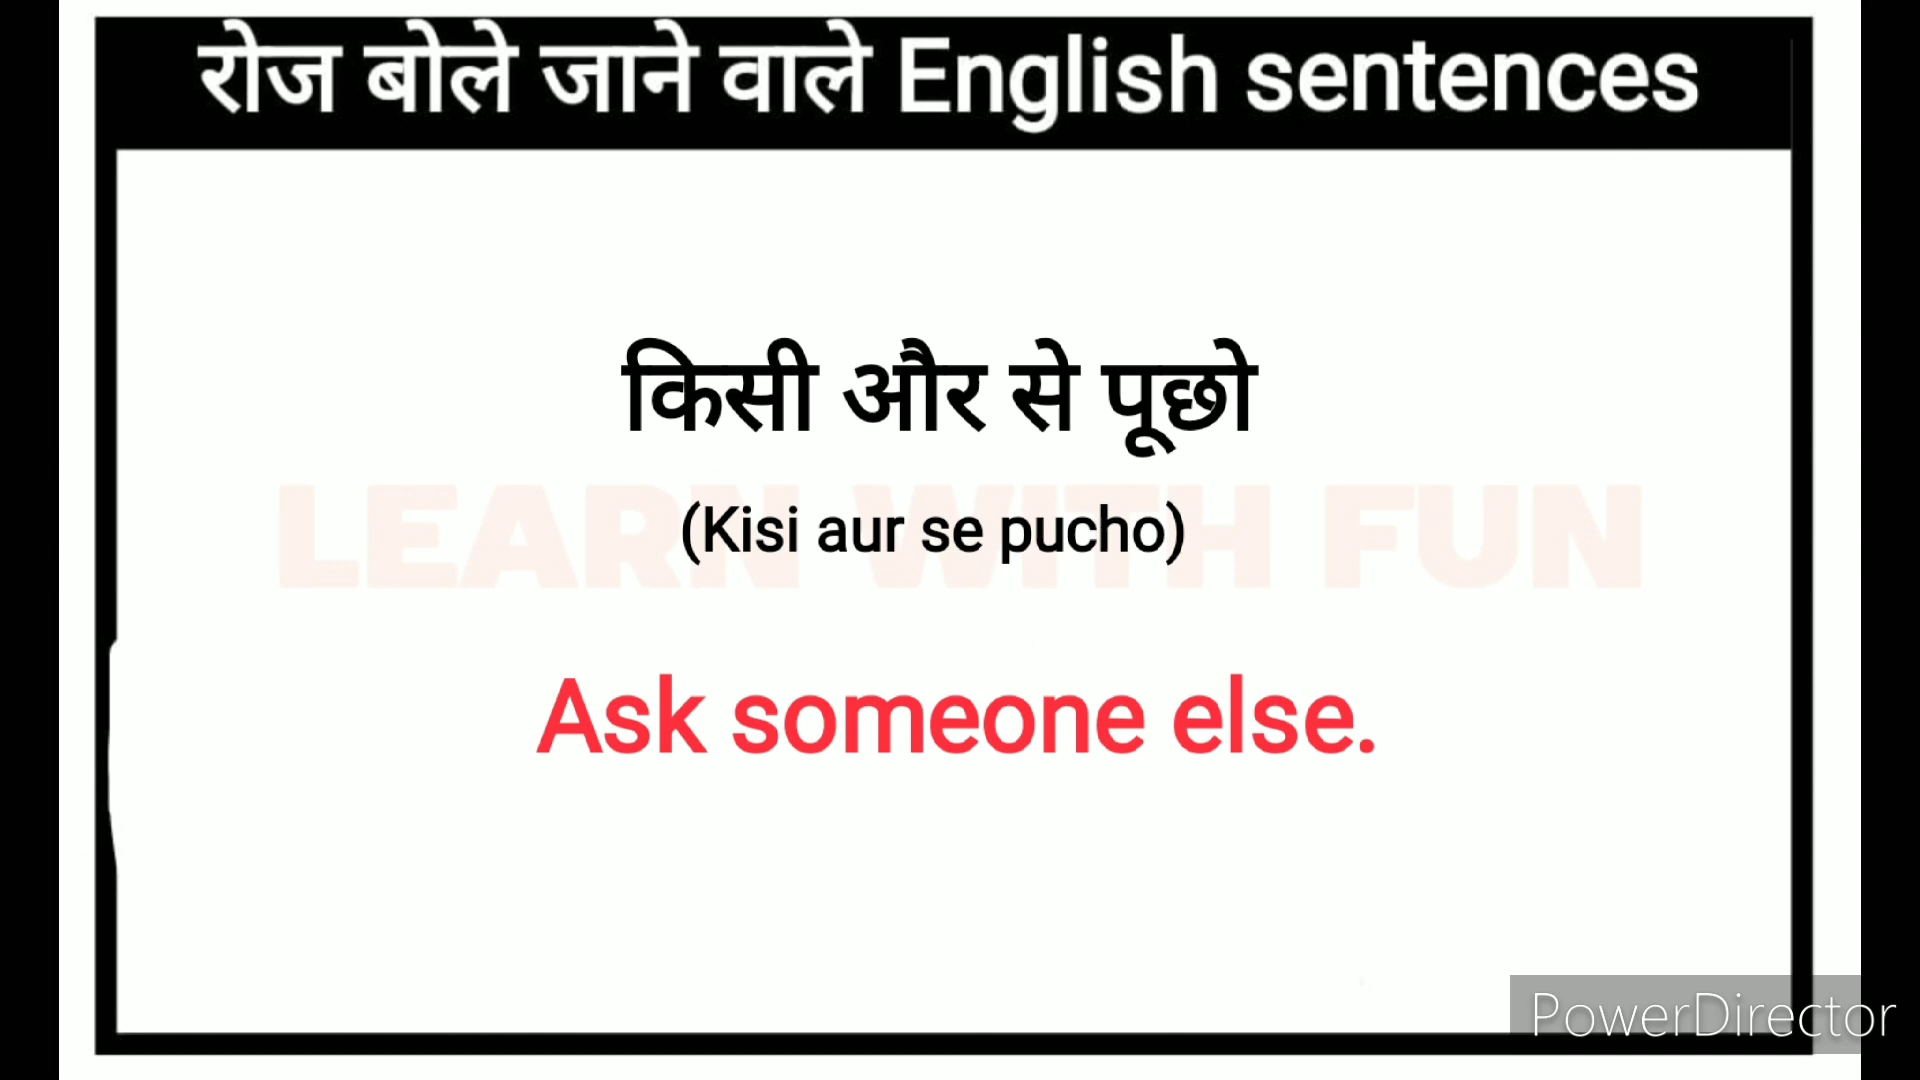 रोज बोले जाने वाले English sentences
किसी और से पूछो
LEARN WITH FUN
(Kisi aur se pucho)
Ask someone else.
PowerDirector